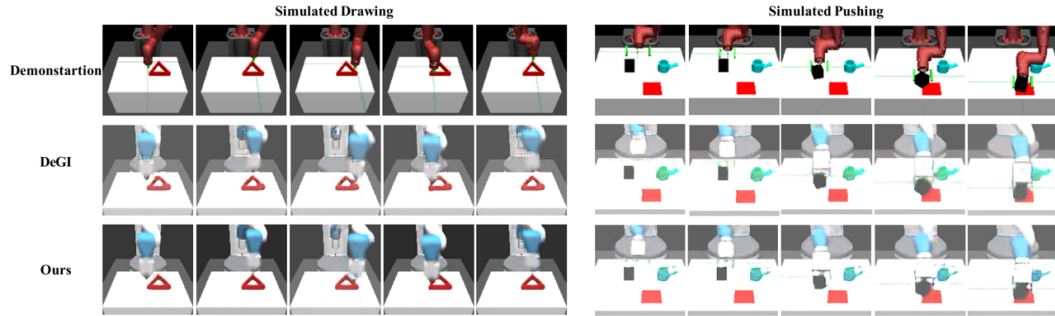 Simulated Drawing
Simulated Pushing
Demonstartion
DeGI
Ours